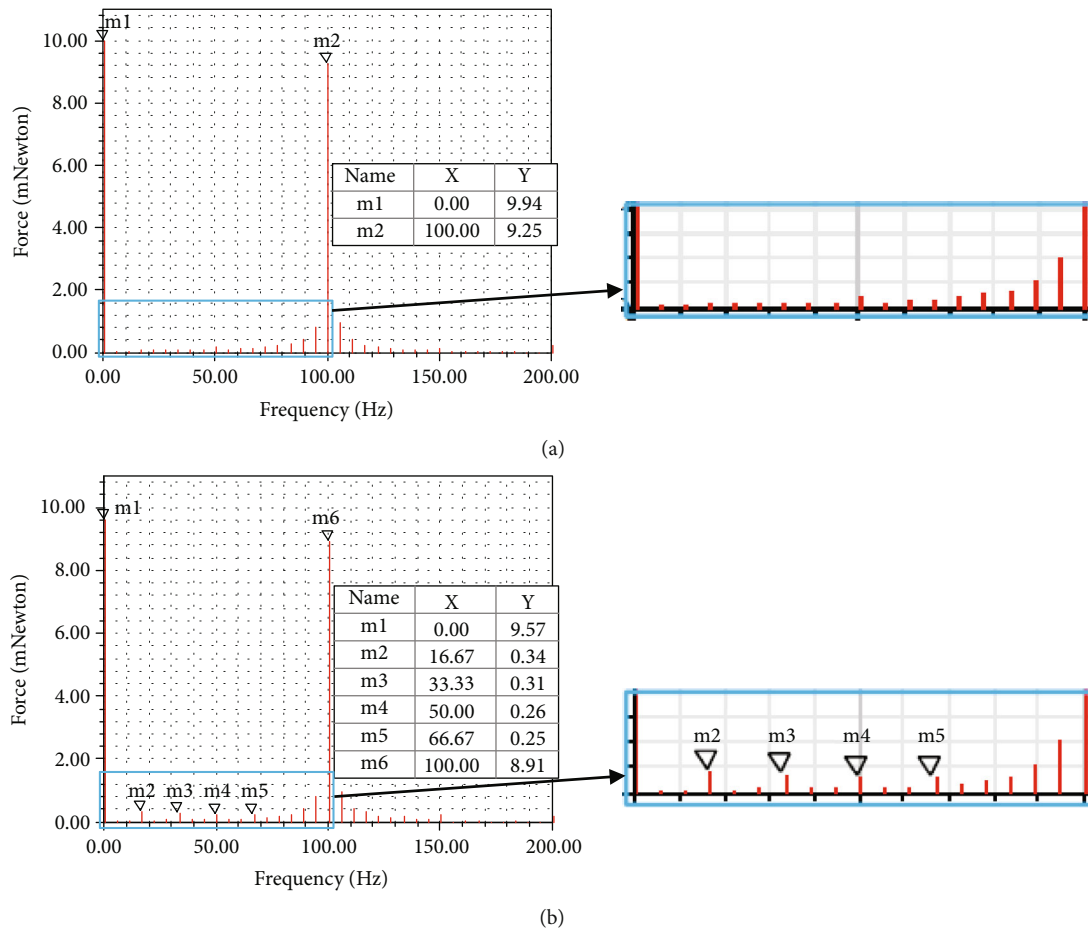 m1
m2
10.00
8.00
6.00
4.00
2.00
0.00
Force (mNewton)
Name X Y
m1 0.00 9.94
m2 100.00 9.25
0.00 50.00 100.00 150.00 200.00
Frequency (Hz)
(a)
m1
m6
10.00
8.00
6.00
4.00
2.00
0.00
Force (mNewton)
Name X Y
m1 0.00 9.57
m2 16.67 0.34
m3 33.33 0.31
m4 50.00 0.26
m5 66.67 0.25
m6 100.00 8.91
m2 m3 m4 m5
m2 m3 m4 m5
0.00 50.00 100.00 150.00 200.00
Frequency (Hz)
(b)